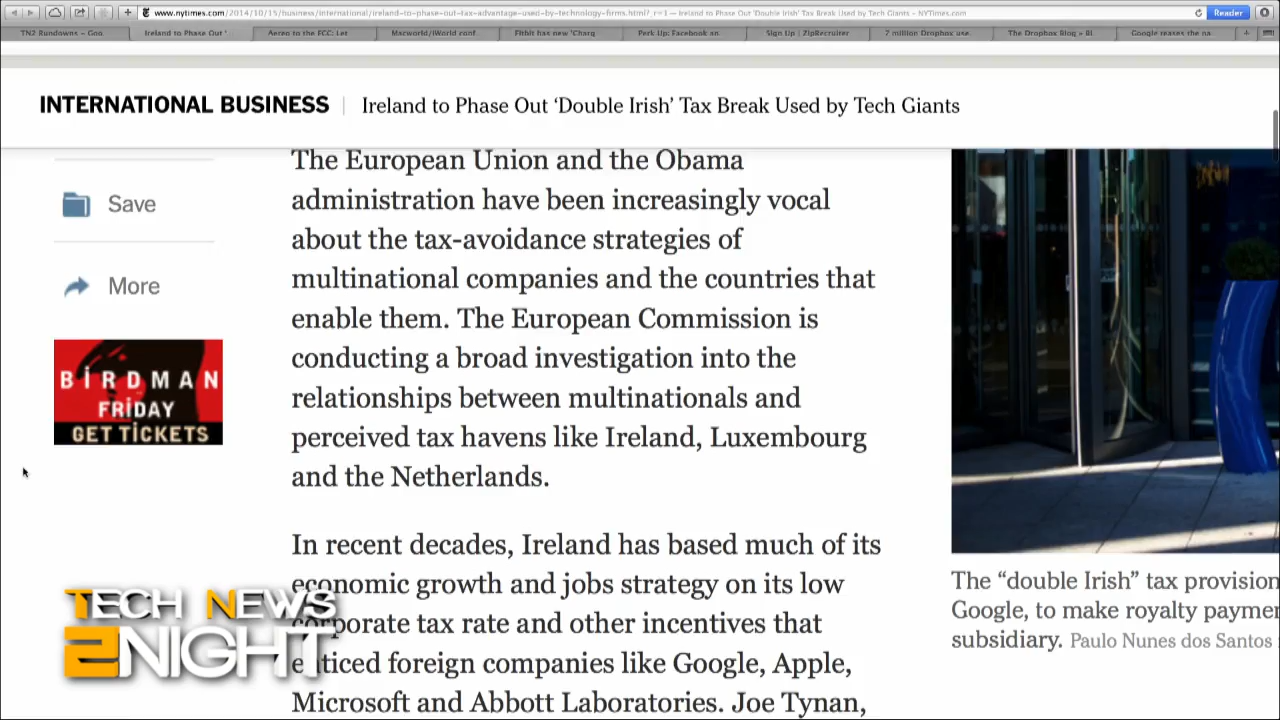 www.nytimes.com/2014/10/15/business/international/ireland-to-phase-out-tax-advantage-used-by-technology-firms.html?_r=1 — Ireland to Phase Out 'Double Irish' Tax Break Used by Tech Giants - NYTimes.com
Reader
TN2 Rundowns - Goo.
Ireland to Phase Out '
Aereo to the FCC: Let
Macworld/iWorld conf.
Fitbit has new 'Charg
Perk Up: Facebook an
Sign Up | ZipRecruiter
7 million Dropbox use.
The Dropbox Blog » Bl
Google teases the na
INTERNATIONAL BUSINESS
Ireland to Phase Out ‘Double Irish’ Tax Break Used by Tech Giants
Save
More
BiRDMAN
FRiDAY
GET TiCKETS
The European Union and the Obama
administration have been increasingly vocal
about the tax-avoidance strategies of
multinational companies and the countries that
enable them. The European Commission is
conducting a broad investigation into the
relationships between multinationals and
perceived tax havens like Ireland, Luxembourg
and the Netherlands.
In recent decades, Ireland has based much of its
economic growth and jobs strategy on its low
corporate tax rate and other incentives that
enticed foreign companies like Google, Apple,
Microsoft and Abbott Laboratories. Joe Tynan,
The “double Irish” tax provision
Google, to make royalty payme
subsidiary. Paulo Nunes dos Santos
TECH NEWS
2NIGHT